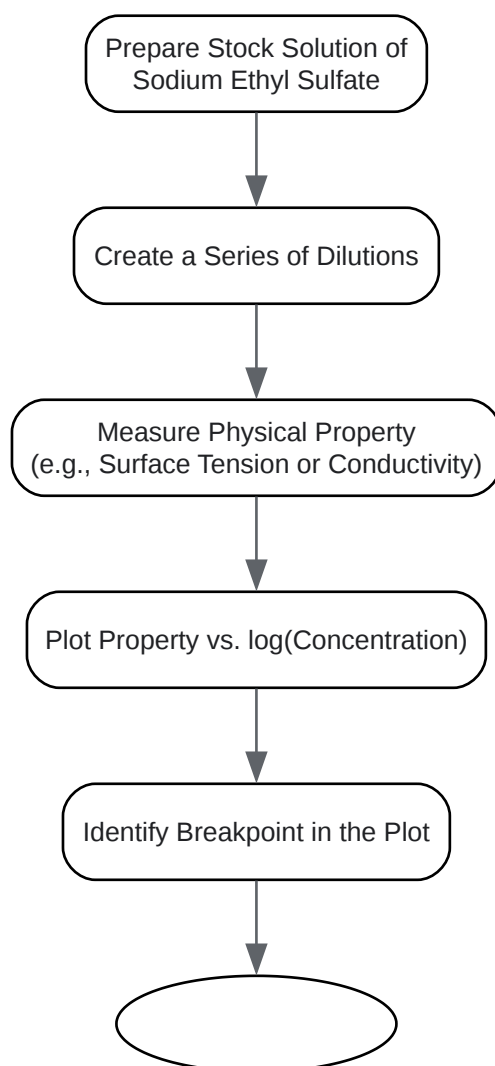 Prepare Stock Solution of
Sodium Ethyl Sulfate
Create a Series of Dilutions
Measure Physical Property
(e.g., Surface Tension or Conductivity)
Plot Property vs. log(Concentration)
Identify Breakpoint in the Plot